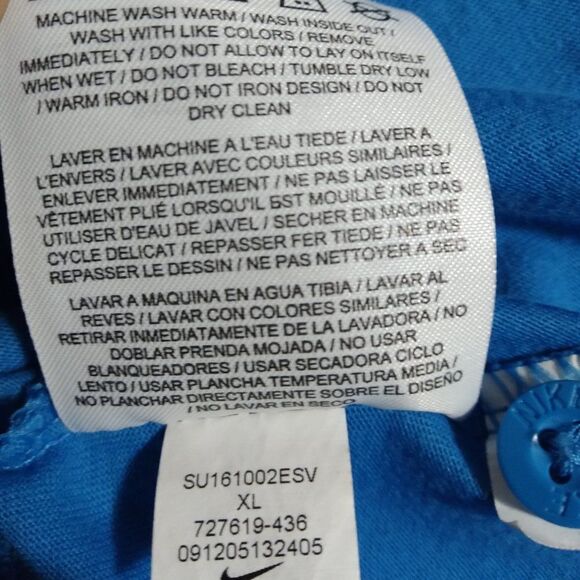 MACHINE WASH WARM / WASH INSIDE OUT /
WASH WITH LIKE COLORS / REMOVE
IMMEDIATELY / DO NOT ALLOW TO LAY ON ITSELF
WHEN WET / DO NOT BLEACH / TUMBLE DRY LOW
/ WARM IRON / DO NOT IRON DESIGN / DO NOT
DRY CLEAN
LAVER EN MACHINE A L'EAU TIEDE / LAVER A
L'ENVERS / LAVER AVEC COULEURS SIMILAIRES /
ENLEVER IMMEDIATEMENT / NE PAS LAISSER LE
VÊTEMENT PLIÉ LORSQU'IL EST MOUILLÉ / NE PAS
UTILISER D'EAU DE JAVEL / SECHER EN MACHINE
CYCLE DELICAT / REPASSER FER TIEDE / NE PAS
REPASSER LE DESSIN / NE PAS NETTOYER A SEC
LAVAR A MAQUINA EN AGUA TIBIA / LAVAR AL
REVES / LAVAR CON COLORES SIMILARES /
RETIRAR INMEDIATAMENTE DE LA LAVADORA / NO
DOBLAR PRENDA MOJADA / NO USAR
BLANQUEADORES / USAR SECADORA CICLO
LENTO / USAR PLANCHA TEMPERATURA MEDIA /
NO PLANCHAR DIRECTAMENTE SOBRE EL DISEÑO
/ NO LAVAR EN SECO
SU161002ESV
XL
727619-436
091205132405